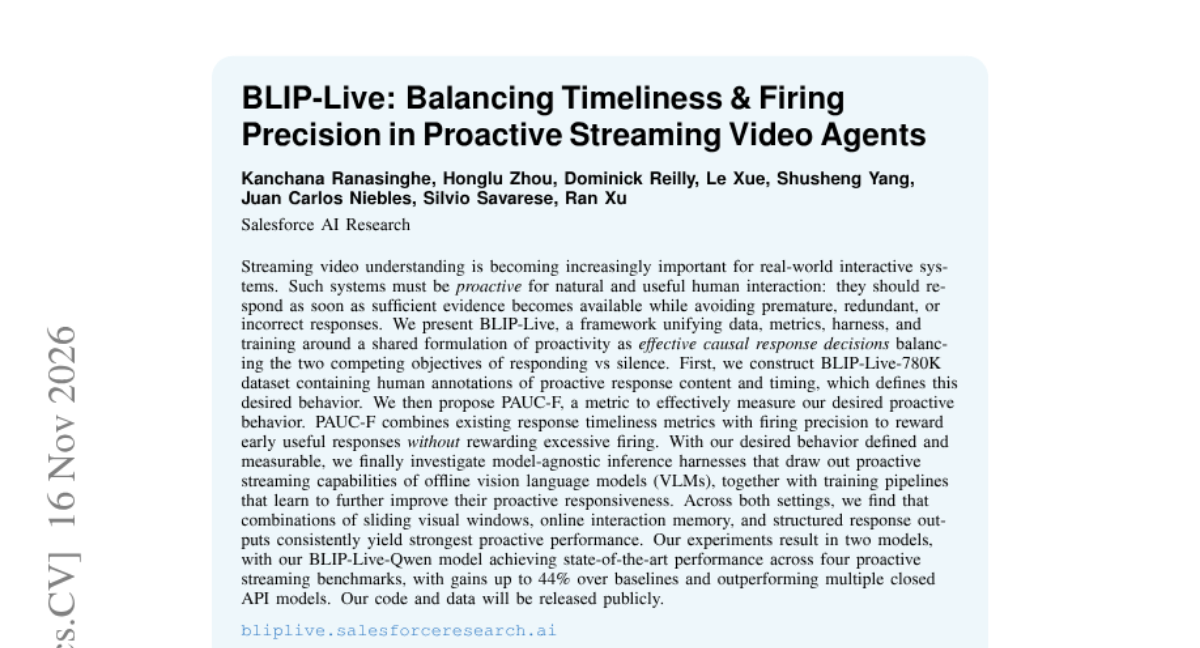 BLIP-Live: Balancing Timeliness & Firing
Precision in Proactive Streaming Video Agents
Kanchana Ranasinghe, Honglu Zhou, Dominick Reilly, Le Xue, Shusheng Yang,
Juan Carlos Niebles, Silvio Savarese, Ran Xu
Salesforce AI Research
Streaming video understanding is becoming increasingly important for real-world interactive sys-
tems. Such systems must be proactive for natural and useful human interaction: they should re-
spond as soon as sufficient evidence becomes available while avoiding premature, redundant, or
incorrect responses. We present BLIP-Live, a framework unifying data, metrics, harness, and
training around a shared formulation of proactivity as effective causal response decisions balanc-
ing the two competing objectives of responding vs silence. First, we construct BLIP-Live-780K
dataset containing human annotations of proactive response content and timing, which defines this
desired behavior. We then propose PAUC-F, a metric to effectively measure our desired proactive
behavior. PAUC-F combines existing response timeliness metrics with firing precision to reward
early useful responses without rewarding excessive firing. With our desired behavior defined and
measurable, we finally investigate model-agnostic inference harnesses that draw out proactive
streaming capabilities of offline vision language models (VLMs), together with training pipelines
that learn to further improve their proactive responsiveness. Across both settings, we find that
combinations of sliding visual windows, online interaction memory, and structured response out-
puts consistently yield strongest proactive performance. Our experiments result in two models,
with our BLIP-Live-Qwen model achieving state-of-the-art performance across four proactive
streaming benchmarks, with gains up to 44% over baselines and outperforming multiple closed
API models. Our code and data will be released publicly.
bliplive.salesforceresearch.ai
cs.CV] 16 Nov 2026